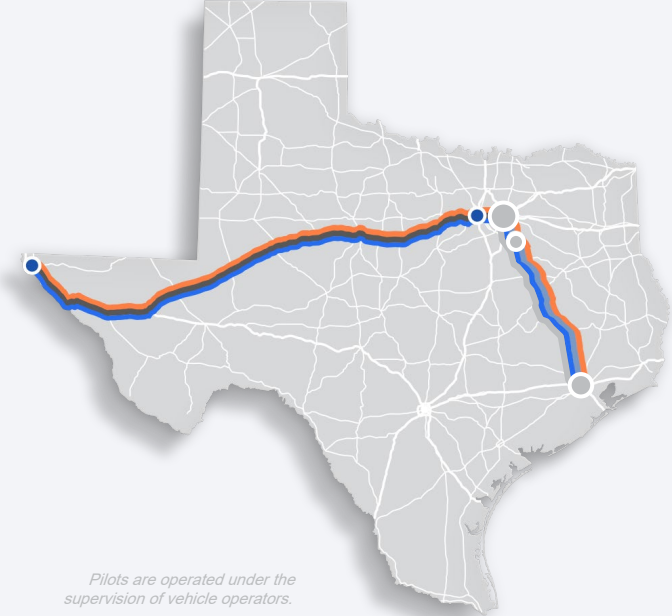 Pilots are operated under the
supervision of vehicle operators.